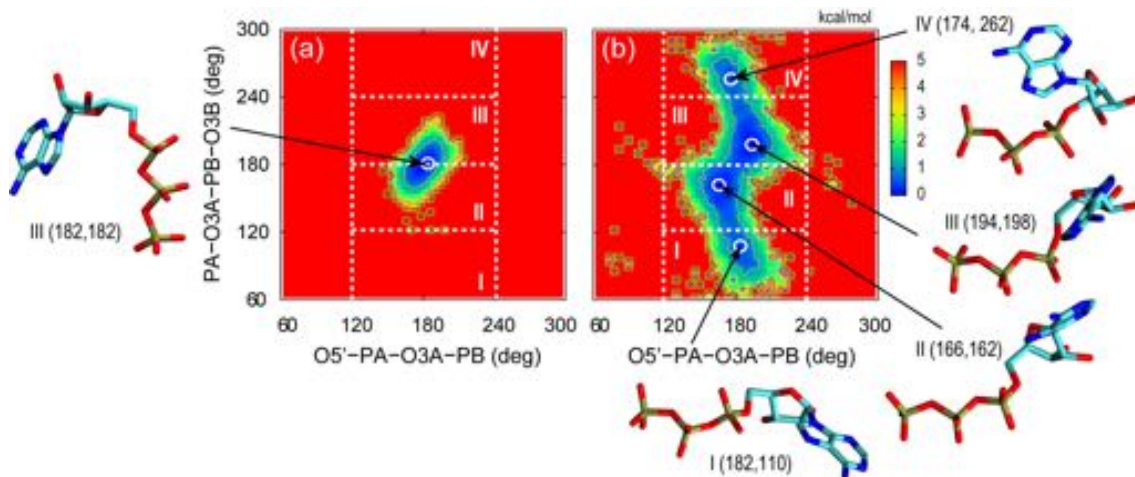 300
240
180
120
60
PA–O3A–PB–O3B (deg)
(a)
IV
III
II
I
60 120 180 240 300
O5'–PA–O3A–PB (deg)
III (182,182)
kcal/mol
(b)
IV
III
II
I
60 120 180 240 300
O5'–PA–O3A–PB (deg)
5
4
3
2
1
0
IV (174, 262)
III (194,198)
II (166,162)
I (182,110)